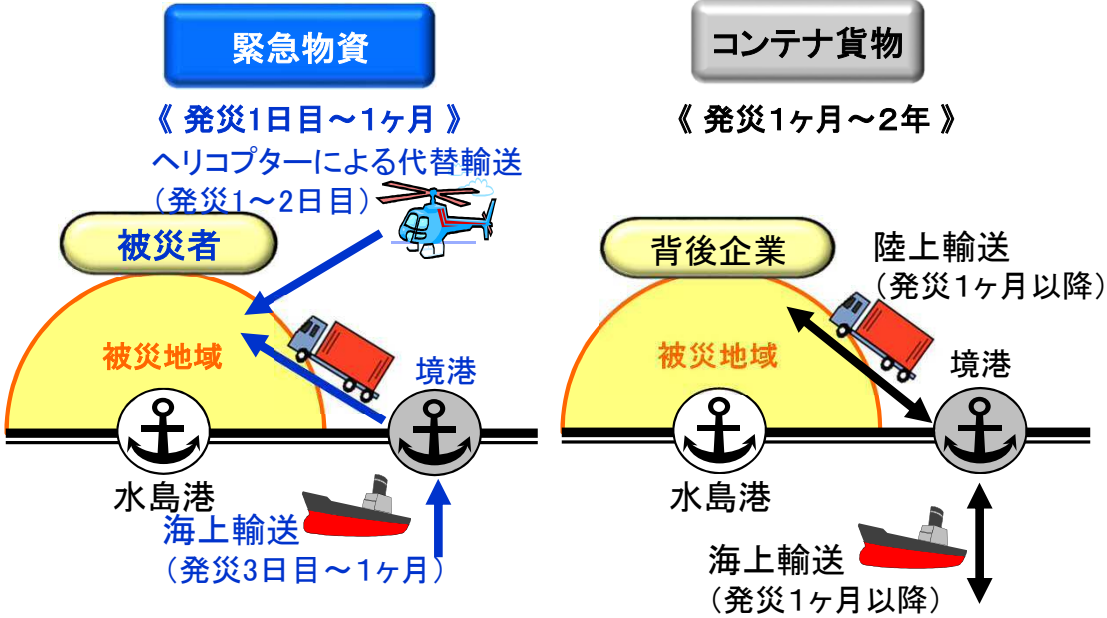 緊急物資
《 発災1日目～1ヶ月 》
ヘリコプターによる代替輸送
（発災1～2日目）
被災者
被災地域
境港
水島港
海上輸送
（発災3日目～1ヶ月）
コンテナ貨物
《 発災1ヶ月～2年 》
背後企業
陸上輸送
（発災1ヶ月以降）
被災地域
境港
水島港
海上輸送
（発災1ヶ月以降）